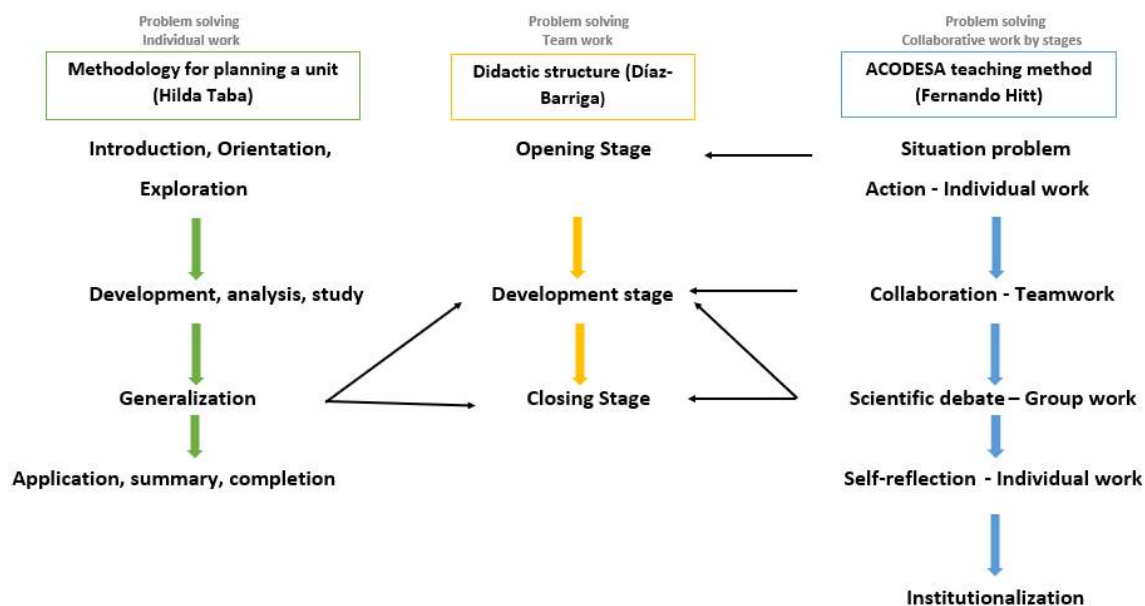 Problem solving
Individual work
Methodology for planning a unit
(Hilda Taba)
Introduction, Orientation,
Exploration
Development, analysis, study
Generalization
Application, summary, completion
Problem solving
Team work
Didactic structure (Díaz-
Barriga)
Opening Stage
Development stage
Closing Stage
Problem solving
Collaborative work by stages
ACODESA teaching method
(Fernando Hitt)
Situation problem
Action - Individual work
Collaboration - Teamwork
Scientific debate – Group work
Self-reflection - Individual work
Institutionalization